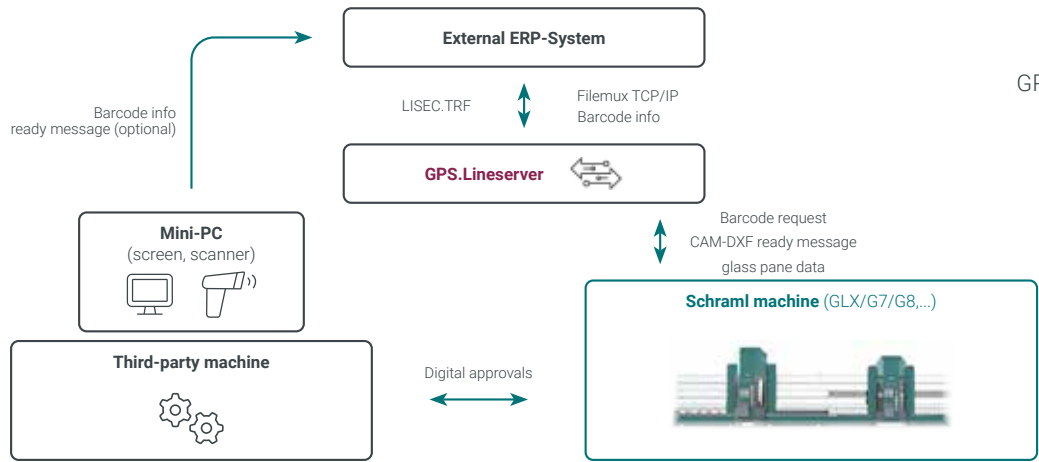 External ERP-System
GP
Barcode info
ready message (optional)
LISEC.TRF
Filemux TCP/IP
Barcode info
GPS.Lineserver
Mini-PC
(screen, scanner)
Barcode request
CAM-DXF ready message
glass pane data
Schraml machine (GLX/G7/G8,...)
Third-party machine
Digital approvals